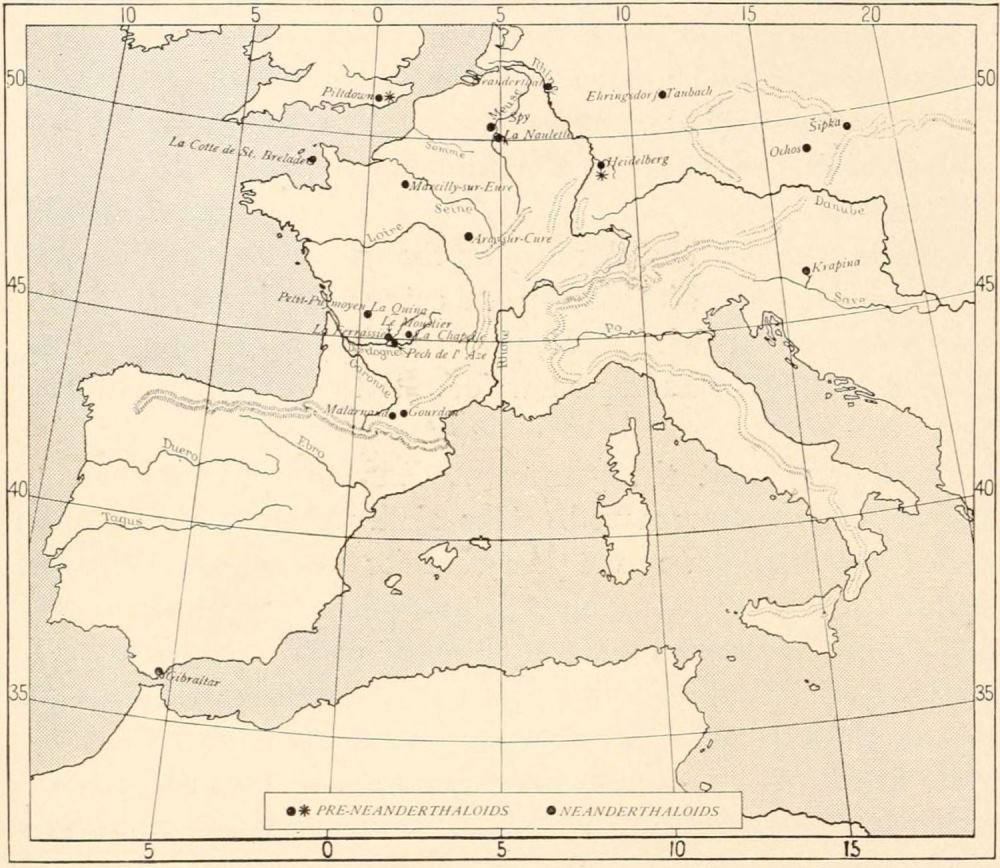 10 5 0 5 10 15 20
50 50
Rhine
Neanderthal
Piltdown
Ehringsdorf Taubach
Meuse
Spy
Šipka
La Naulette
La Cotte de St. Brelade
Somme
Ochos
Heidelberg
Marcilly-sur-Eure
Seine
Danube
Loire
Arcy-sur-Cure
Krapina
45 45
Save
Petit-Puymoyen La Quina
Le Moustier
La Ferrassie La Chapelle
Po
Rhone
Dordogne Pech de l' Aze
Garonne
Malarnaud Gourdan
Duero
Ebro
40 40
Tagus
Gibraltar
35 35
PRE-NEANDERTHALOIDS NEANDERTHALOIDS
5 0 5 10 15